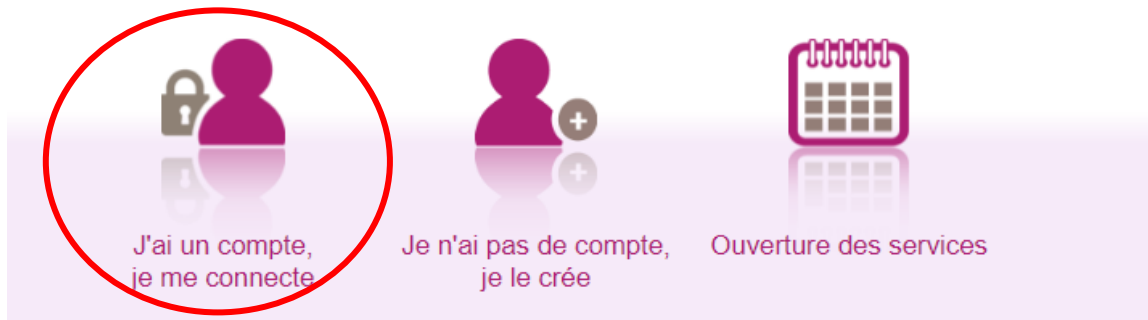 J'ai un compte,
je me connecte
Je n'ai pas de compte,
je le crée
Ouverture des services